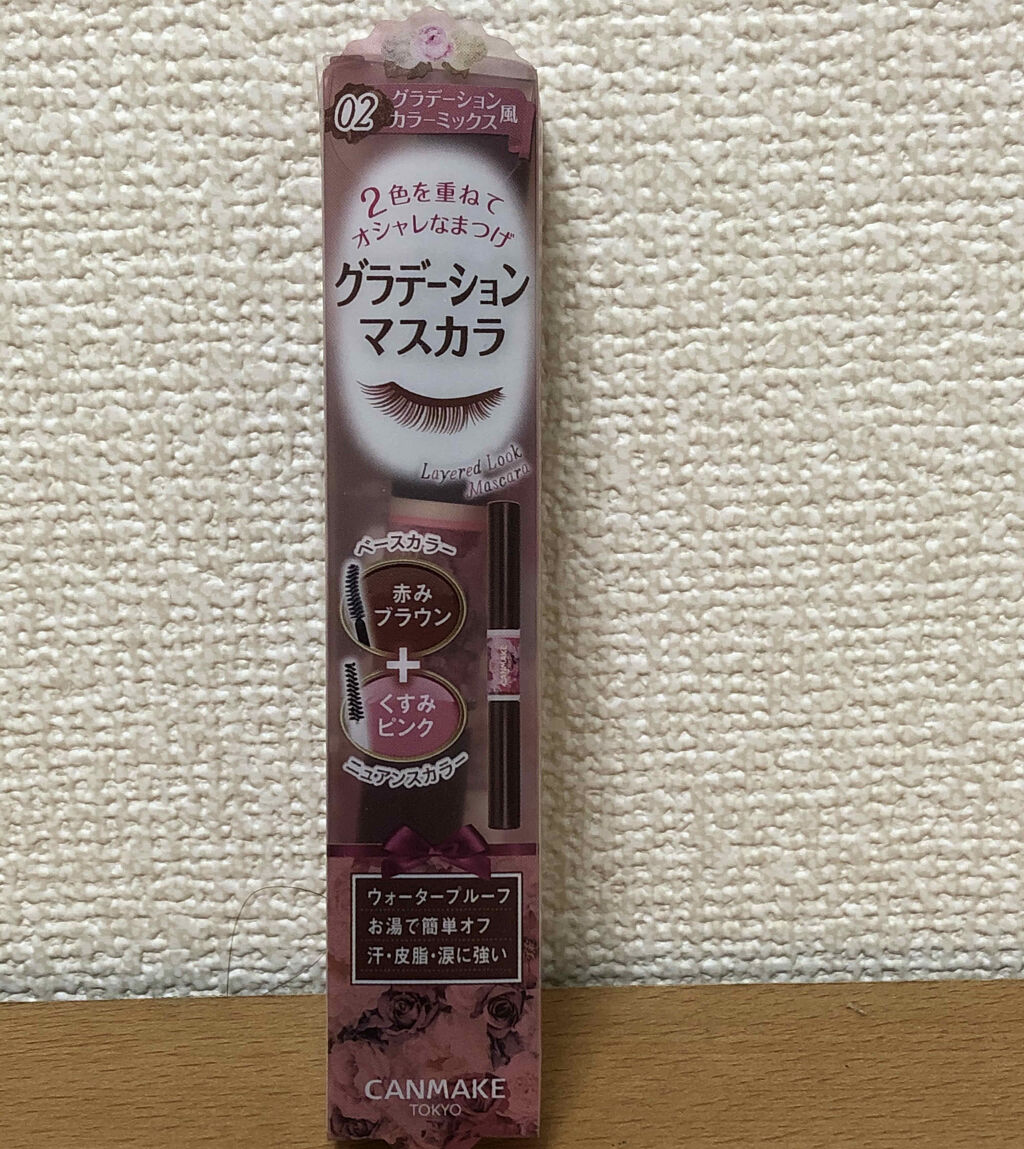 02
グラデーション
カラーミックス風
2色を重ねて
オシャレなまつげ
グラデーション
マスカラ
Layered Look
Mascara
ベースカラー
赤み
ブラウン
+
くすみ
ピンク
ニュアンスカラー
ウォータープルーフ
お湯で簡単オフ
汗・皮脂・涙に強い
CANMAKE
TOKYO